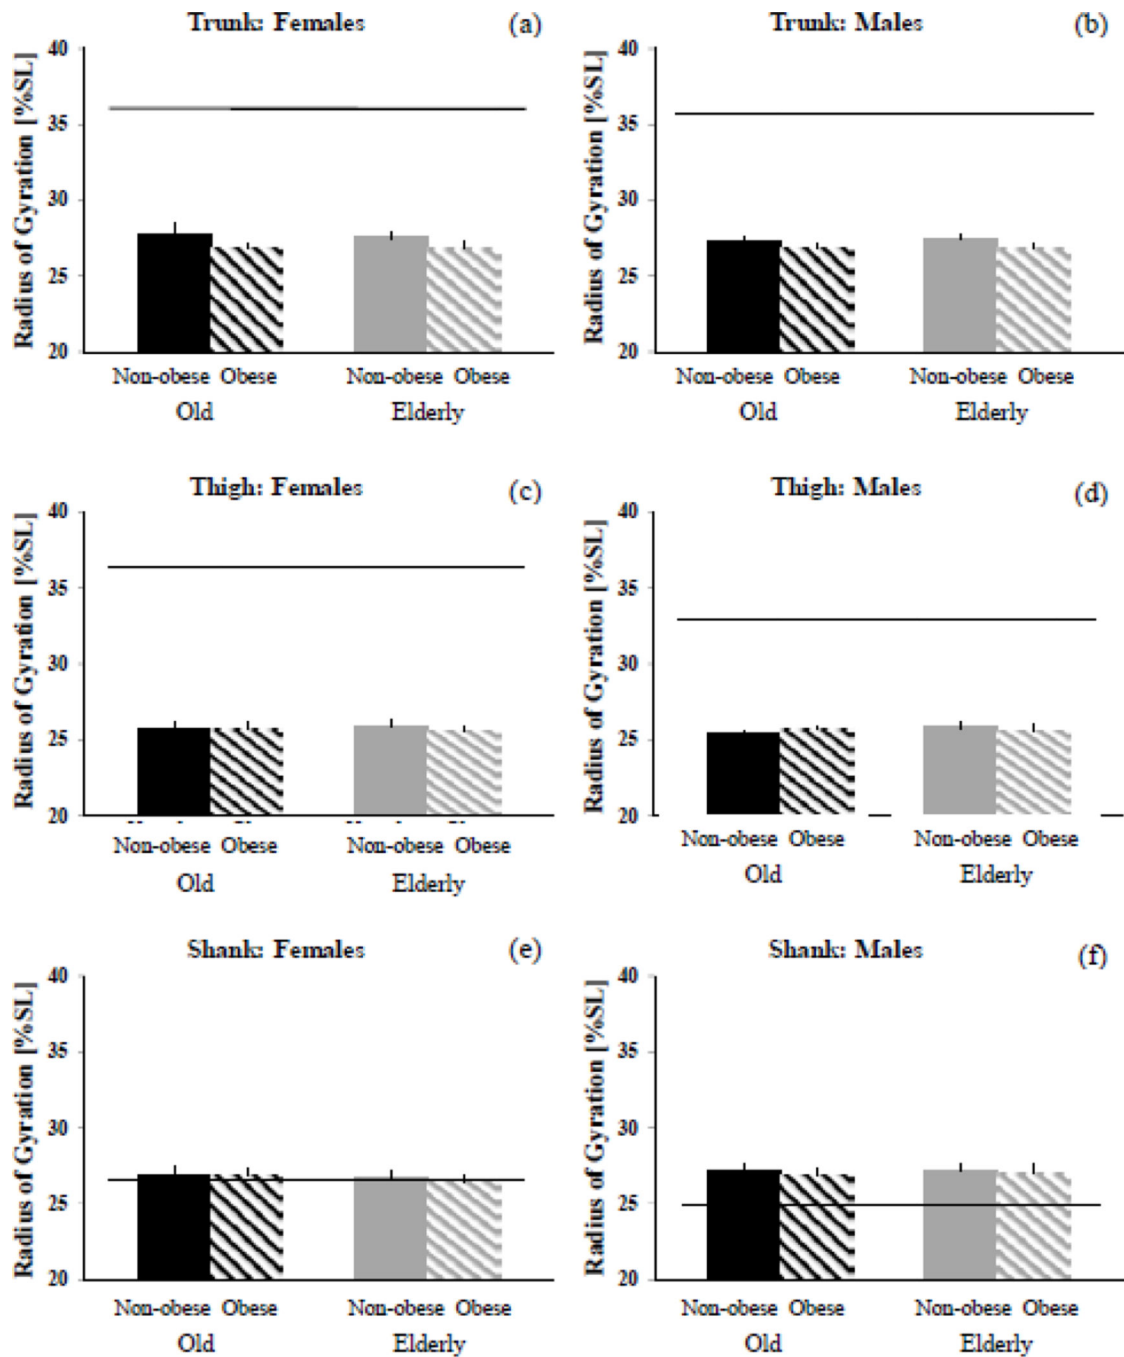 Trunk: Females (a)
Radius of Gyration [%SL]
40
35
30
25
20
Non-obese Obese Non-obese Obese
Old Elderly
Trunk: Males (b)
Radius of Gyration [%SL]
40
35
30
25
20
Non-obese Obese Non-obese Obese
Old Elderly
Thigh: Females (c)
Radius of Gyration [%SL]
40
35
30
25
20
Non-obese Obese Non-obese Obese
Old Elderly
Thigh: Males (d)
Radius of Gyration [%SL]
40
35
30
25
20
Non-obese Obese Non-obese Obese
Old Elderly
Shank: Females (e)
Radius of Gyration [%SL]
40
35
30
25
20
Non-obese Obese Non-obese Obese
Old Elderly
Shank: Males (f)
Radius of Gyration [%SL]
40
35
30
25
20
Non-obese Obese Non-obese Obese
Old Elderly